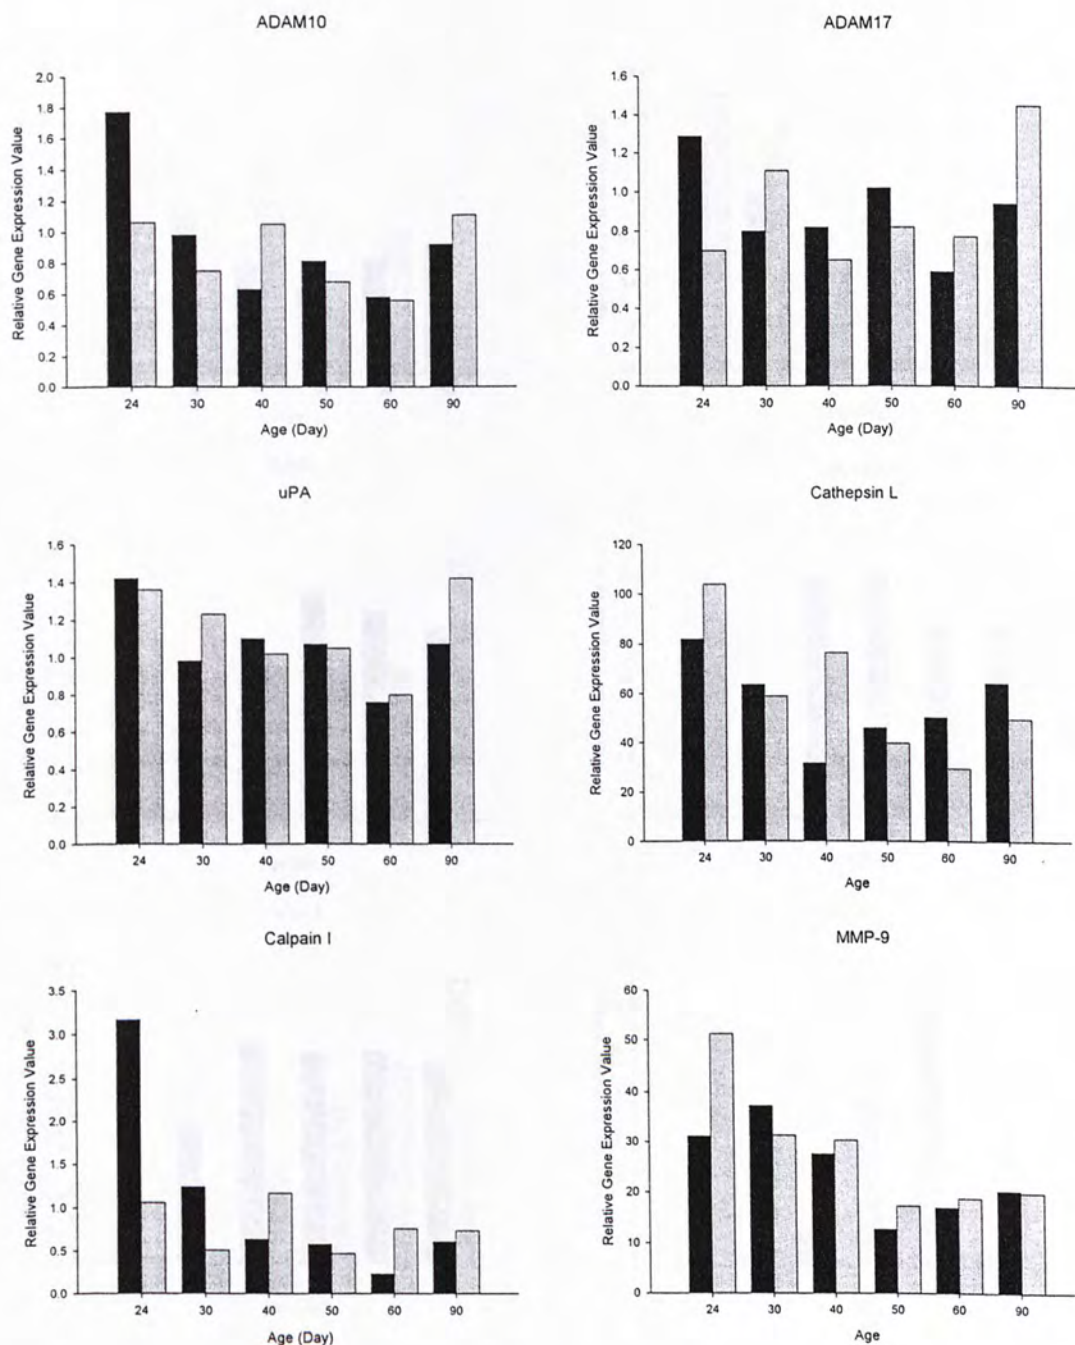 ADAM10
Relative Gene Expression Value
2.0
1.8
1.6
1.4
1.2
1.0
0.8
0.6
0.4
0.2
0.0
24 30 40 50 60 90
Age (Day)
ADAM17
Relative Gene Expression Value
1.6
1.4
1.2
1.0
0.8
0.6
0.4
0.2
0.0
24 30 40 50 60 90
Age (Day)
uPA
Relative Gene Expression Value
1.6
1.4
1.2
1.0
0.8
0.6
0.4
0.2
0.0
24 30 40 50 60 90
Age (Day)
Cathepsin L
Relative Gene Expression Value
120
100
80
60
40
20
0
24 30 40 50 60 90
Age
Calpain I
Relative Gene Expression Value
3.5
3.0
2.5
2.0
1.5
1.0
0.5
0.0
24 30 40 50 60 90
Age (Day)
MMP-9
Relative Gene Expression Value
60
50
40
30
20
10
0
24 30 40 50 60 90
Age